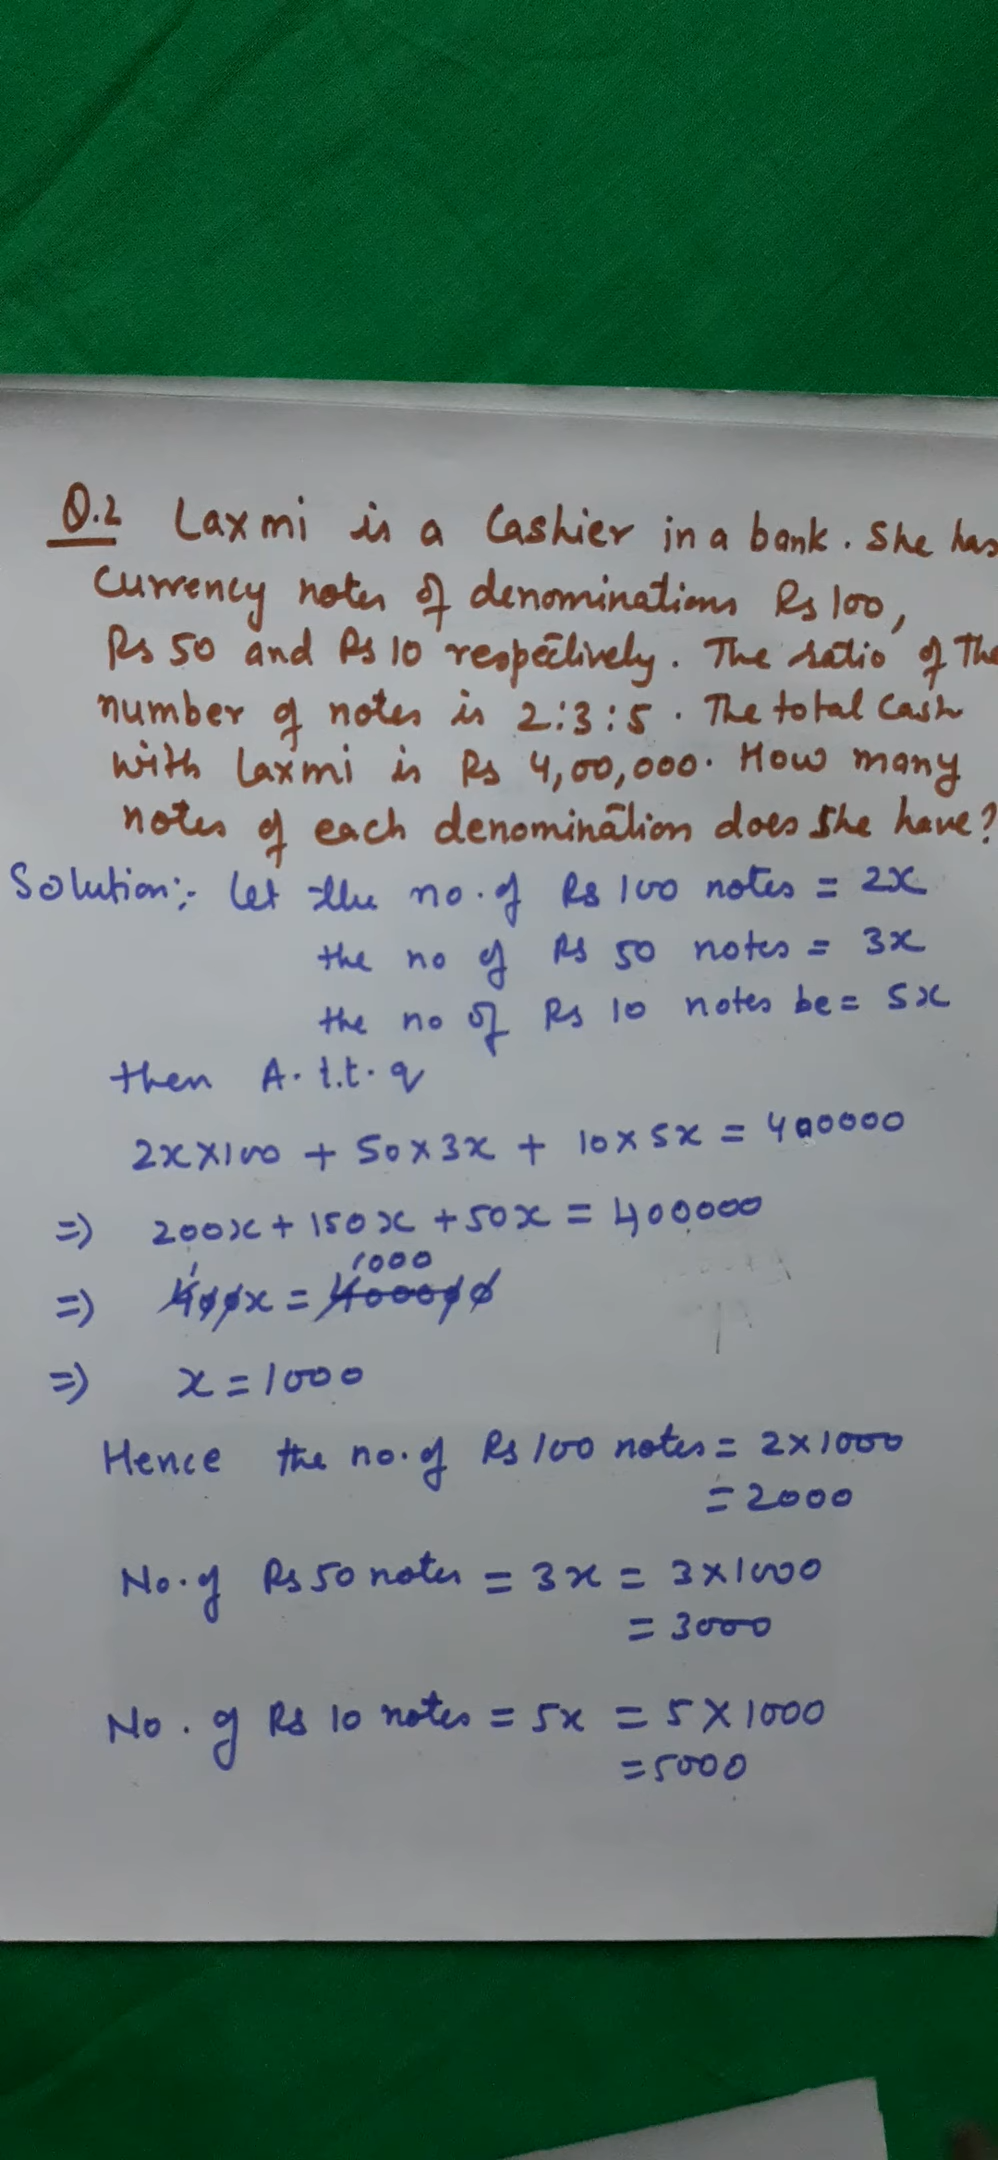 Q.2 Laxmi is a Cashier in a bank. She has
Currency notes of denominations Rs 100,
Rs 50 and Rs 10 respectively. The ratio of the
number of notes is 2:3:5. The total Cash
with Laxmi is Rs 4,00,000. How many
notes of each denomination does she have?
Solution:- Let the no. of Rs 100 notes = 2x
the no of Rs 50 notes = 3x
the no of Rs 10 notes be = 5x
then A.t.t.q
2x×100 + 50×3x + 10×5x = 400000
=> 200x + 150x + 50x = 400000
1 1000
=> 400x = 400000
=> x = 1000
Hence the no. of Rs 100 notes = 2×1000
= 2000
No. of Rs 50 notes = 3x = 3×1000
= 3000
No. of Rs 10 notes = 5x = 5×1000
= 5000